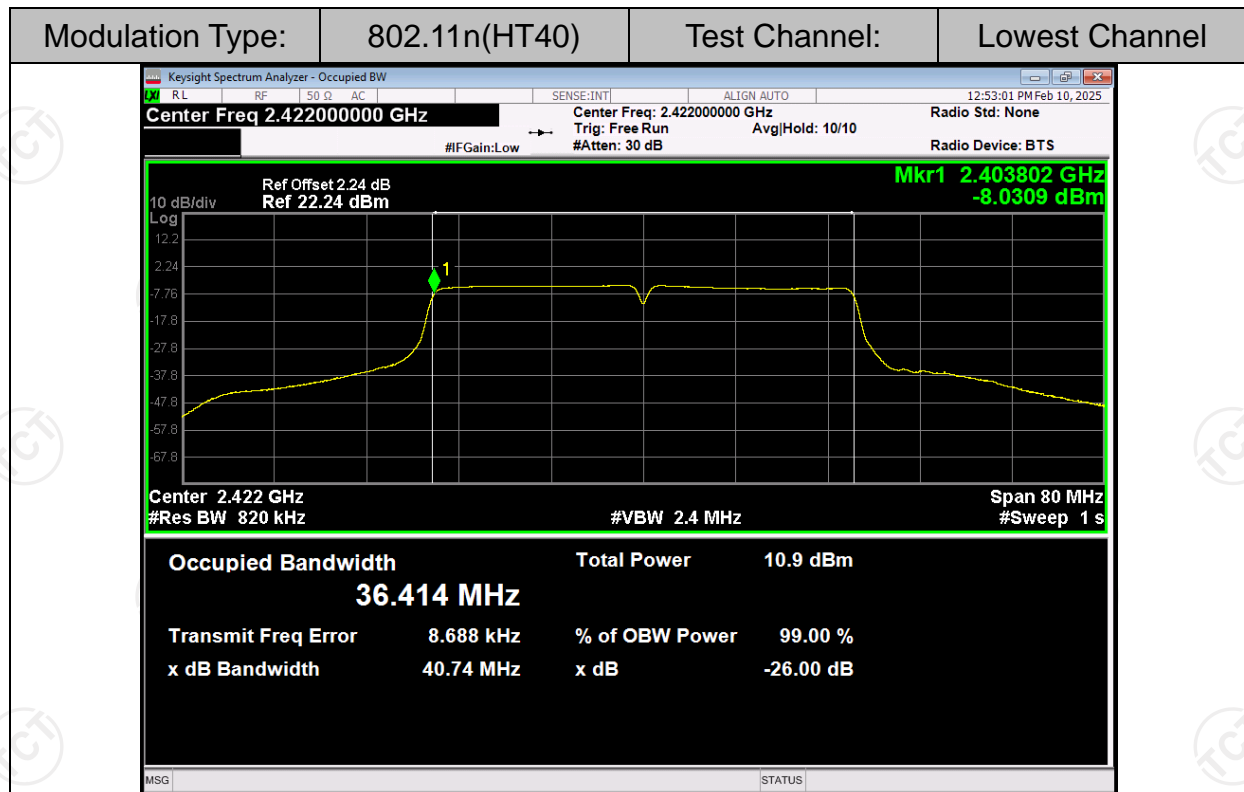 Modulation Type: 802.11n(HT40) Test Channel: Lowest Channel
Keysight Spectrum Analyzer - Occupied BW
LXI RL RF 50 Ω AC SENSE:INT ALIGN AUTO 12:53:01 PM Feb 10, 2025
Center Freq 2.422000000 GHz Center Freq: 2.422000000 GHz Radio Std: None
Trig: Free Run Avg|Hold: 10/10
#IFGain:Low #Atten: 30 dB Radio Device: BTS
Mkr1 2.403802 GHz
Ref Offset 2.24 dB
10 dB/div Ref 22.24 dBm -8.0309 dBm
Log
12.2
2.24
1
-7.76
-17.8
-27.8
-37.8
-47.8
-57.8
-67.8
Center 2.422 GHz Span 80 MHz
#Res BW 820 kHz #VBW 2.4 MHz #Sweep 1 s
Occupied Bandwidth Total Power 10.9 dBm
36.414 MHz
Transmit Freq Error 8.688 kHz % of OBW Power 99.00 %
x dB Bandwidth 40.74 MHz x dB -26.00 dB
MSG STATUS
TCT
TCT
TCT
TCT
TCT
TCT